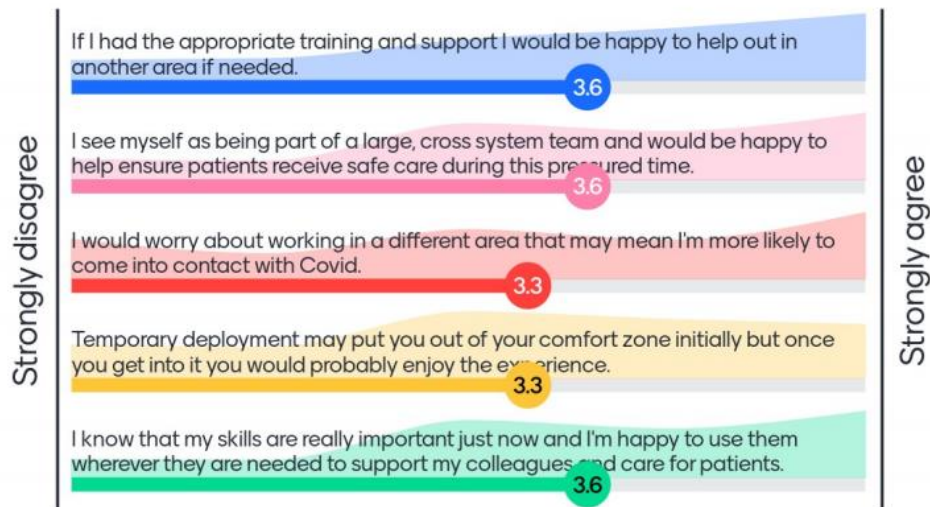 Strongly disagree
If I had the appropriate training and support I would be happy to help out in
another area if needed.
3.6
I see myself as being part of a large, cross system team and would be happy to
help ensure patients receive safe care during this pressured time.
3.6
I would worry about working in a different area that may mean I'm more likely to
come into contact with Covid.
3.3
Temporary deployment may put you out of your comfort zone initially but once
you get into it you would probably enjoy the experience.
3.3
I know that my skills are really important just now and I'm happy to use them
wherever they are needed to support my colleagues and care for patients.
3.6
Strongly agree